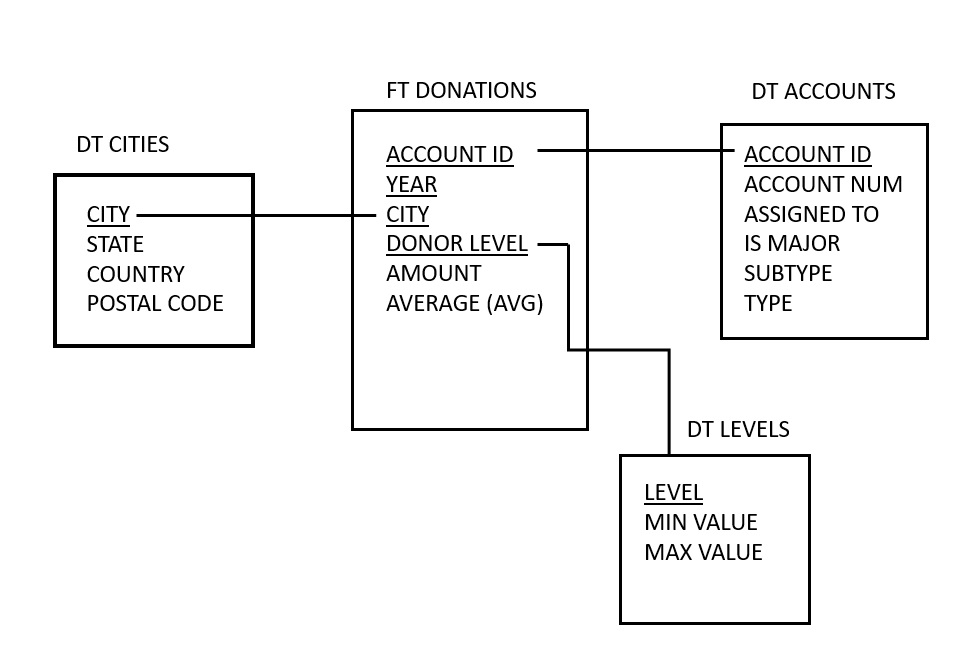 DT CITIES
CITY
STATE
COUNTRY
POSTAL CODE
FT DONATIONS
ACCOUNT ID
YEAR
CITY
DONOR LEVEL
AMOUNT
AVERAGE (AVG)
DT ACCOUNTS
ACCOUNT ID
ACCOUNT NUM
ASSIGNED TO
IS MAJOR
SUBTYPE
TYPE
DT LEVELS
LEVEL
MIN VALUE
MAX VALUE